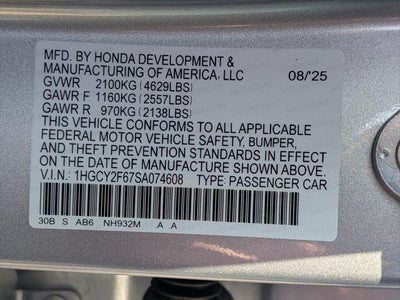 MFD. BY HONDA DEVELOPMENT &
MANUFACTURING OF AMERICA, LLC 08/'25
GVWR 2100KG(4629LBS)
GAWR F 1160KG(2557LBS)
GAWR R 970KG(2138LBS)
THIS VEHICLE CONFORMS TO ALL APPLICABLE
FEDERAL MOTOR VEHICLE SAFETY, BUMPER,
AND THEFT PREVENTION STANDARDS IN EFFECT
ON THE DATE OF MANUFACTURE SHOWN ABOVE.
V.I.N.: 1HGCY2F67SA074608 TYPE: PASSENGER CAR
30B S AB6 NH932M A A